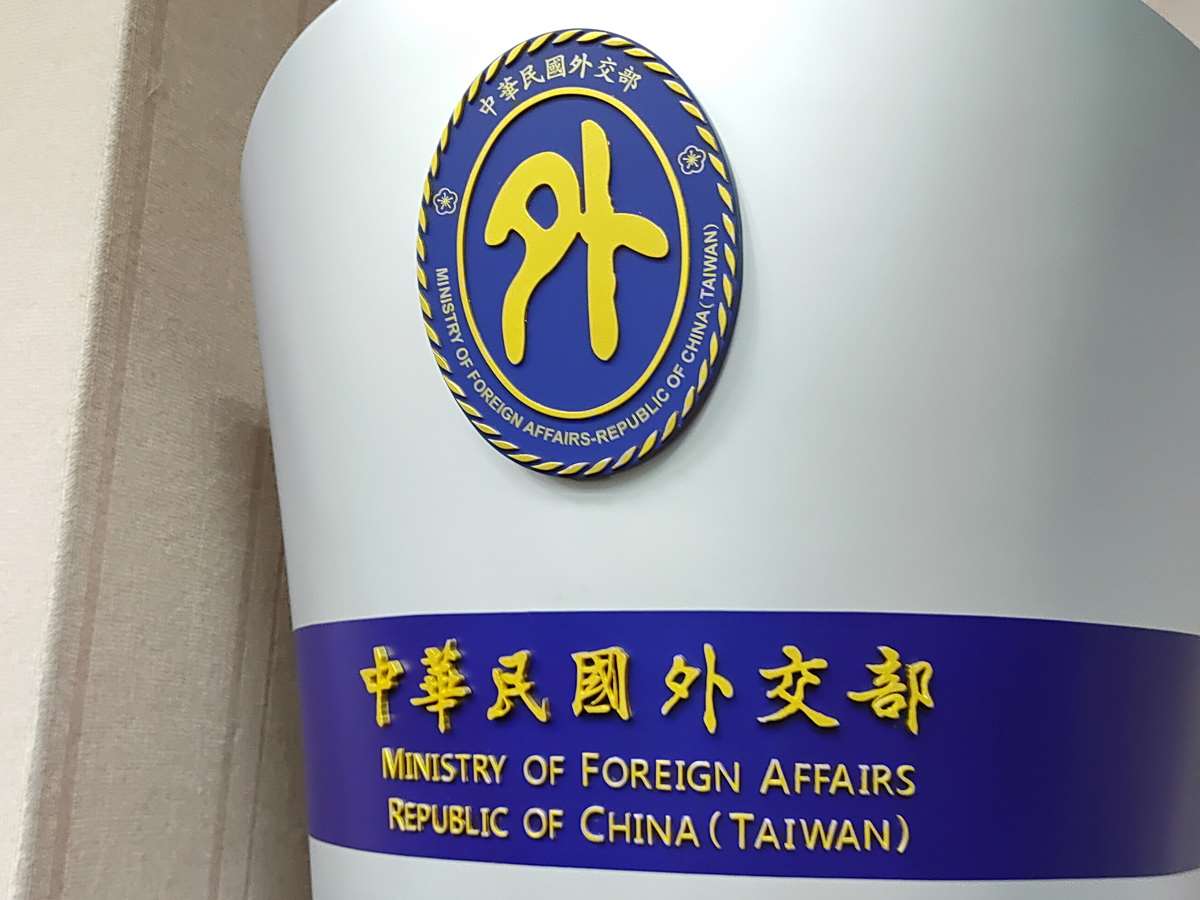 中華民國外交部
外
MINISTRY OF FOREIGN AFFAIRS-REPUBLIC OF CHINA(TAIWAN)
中華民國外交部
MINISTRY OF FOREIGN AFFAIRS
REPUBLIC OF CHINA (TAIWAN)